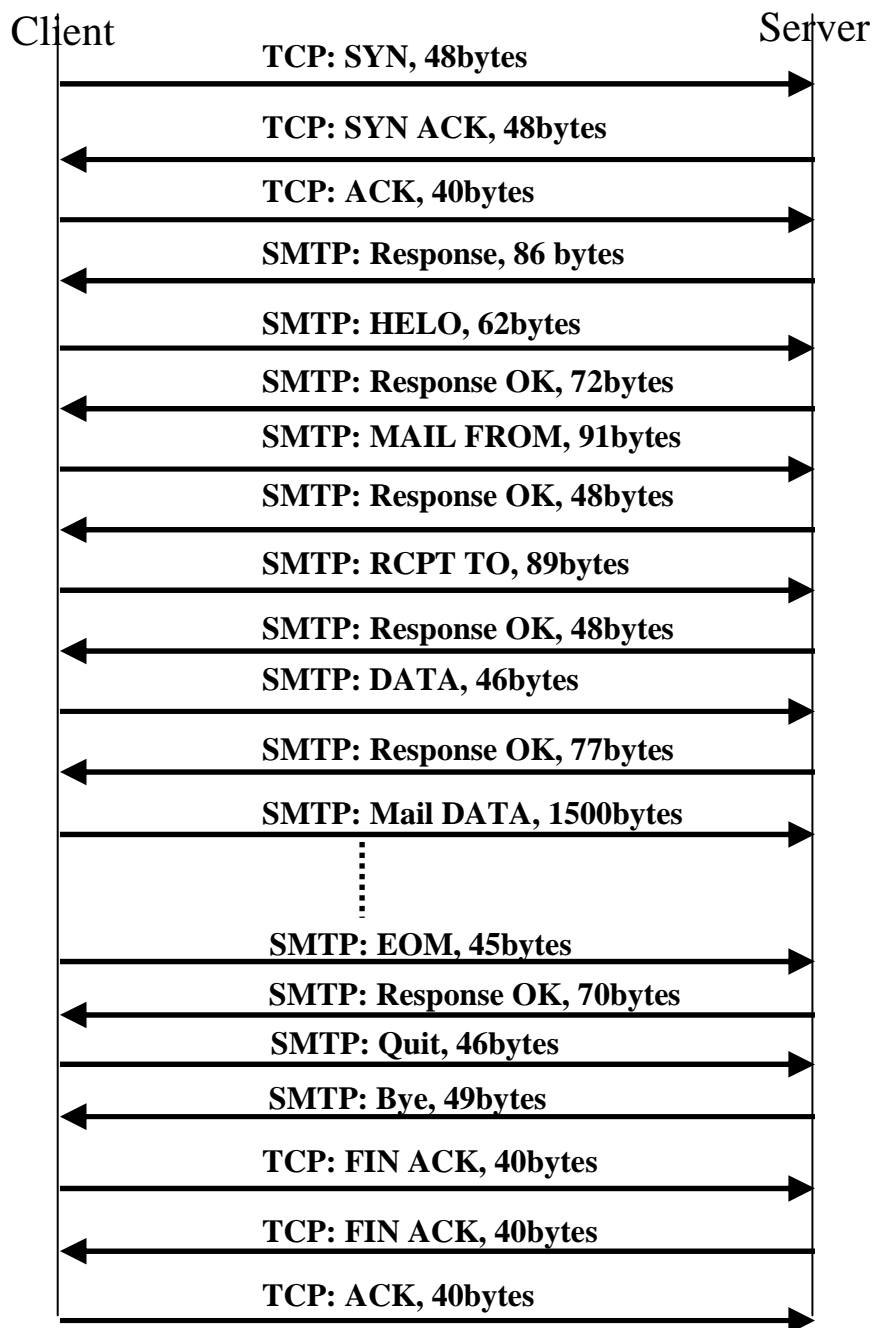 Client
Server
TCP: SYN, 48bytes
TCP: SYN ACK, 48bytes
TCP: ACK, 40bytes
SMTP: Response, 86 bytes
SMTP: HELO, 62bytes
SMTP: Response OK, 72bytes
SMTP: MAIL FROM, 91bytes
SMTP: Response OK, 48bytes
SMTP: RCPT TO, 89bytes
SMTP: Response OK, 48bytes
SMTP: DATA, 46bytes
SMTP: Response OK, 77bytes
SMTP: Mail DATA, 1500bytes
SMTP: EOM, 45bytes
SMTP: Response OK, 70bytes
SMTP: Quit, 46bytes
SMTP: Bye, 49bytes
TCP: FIN ACK, 40bytes
TCP: FIN ACK, 40bytes
TCP: ACK, 40bytes